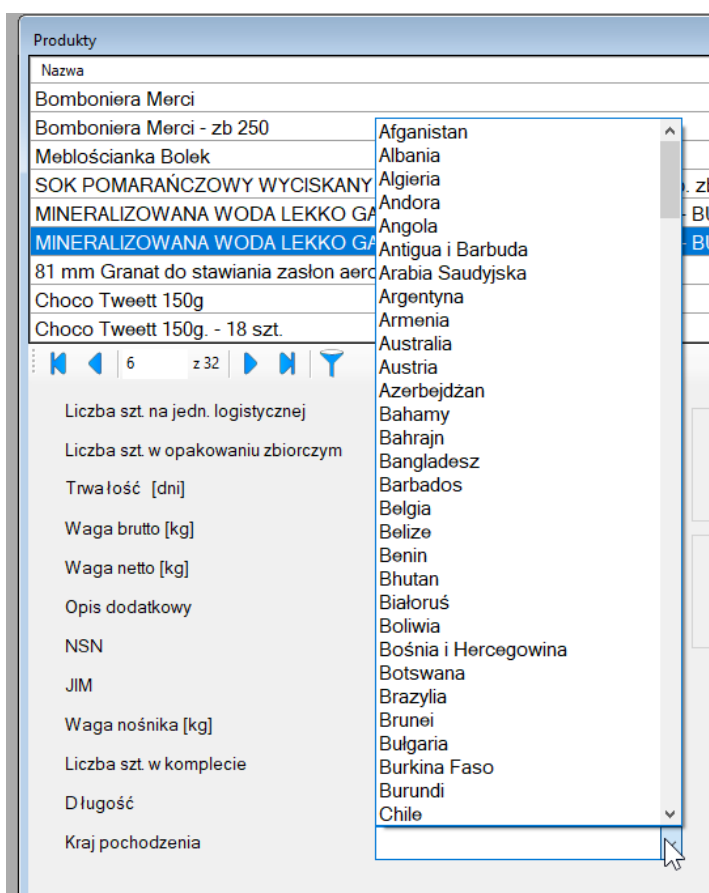 Produkty
Nazwa
Bomboniera Merci
Bomboniera Merci - zb 250
Meblościanka Bolek
SOK POMARAŃCZOWY WYCISKANY
. zb
MINERALIZOWANA WODA LEKKO GA
- BU
MINERALIZOWANA WODA LEKKO GA
- BU
81 mm Granat do stawiania zasłon aero
Choco Tweett 150g
Choco Tweett 150g. - 18 szt.
6 z 32
Liczba szt. na jedn. logistycznej
Liczba szt. w opakowaniu zbiorczym
Trwałość [dni]
Waga brutto [kg]
Waga netto [kg]
Opis dodatkowy
NSN
JIM
Waga nośnika [kg]
Liczba szt. w komplecie
Długość
Kraj pochodzenia
Afganistan
Albania
Algieria
Andora
Angola
Antigua i Barbuda
Arabia Saudyjska
Argentyna
Armenia
Australia
Austria
Azerbejdżan
Bahamy
Bahrajn
Bangladesz
Barbados
Belgia
Belize
Benin
Bhutan
Białoruś
Boliwia
Bośnia i Hercegowina
Botswana
Brazylia
Brunei
Bułgaria
Burkina Faso
Burundi
Chile